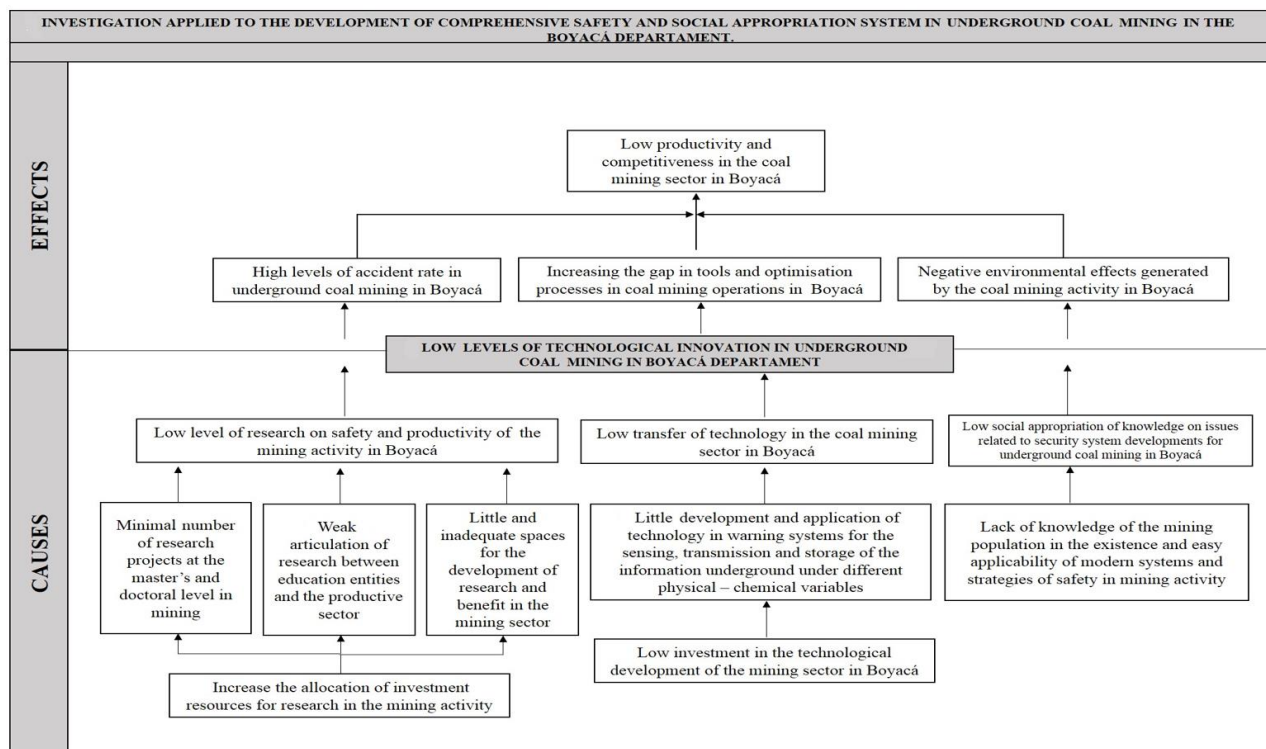 INVESTIGATION APPLIED TO THE DEVELOPMENT OF COMPREHENSIVE SAFETY AND SOCIAL APPROPRIATION SYSTEM IN UNDERGROUND COAL MINING IN THE
BOYACÁ DEPARTAMENT.
EFFECTS
Low productivity and
competitiveness in the coal
mining sector in Boyacá
High levels of accident rate in
underground coal mining in Boyacá
Increasing the gap in tools and optimisation
processes in coal mining operations in Boyacá
Negative environmental effects generated
by the coal mining activity in Boyacá
LOW LEVELS OF TECHNOLOGICAL INNOVATION IN UNDERGROUND
COAL MINING IN BOYACÁ DEPARTAMENT
CAUSES
Low level of research on safety and productivity of the
mining activity in Boyacá
Low transfer of technology in the coal mining
sector in Boyacá
Low social appropriation of knowledge on issues
related to security system developments for
underground coal mining in Boyacá
Minimal number
of research
projects at the
master's and
doctoral level in
mining
Weak
articulation of
research between
education entities
and the productive
sector
Little and
inadequate spaces
for the
development of
research and
benefit in the
mining sector
Little development and application of
technology in warning systems for the
sensing, transmission and storage of the
information underground under different
physical – chemical variables
Lack of knowledge of the mining
population in the existence and easy
applicability of modern systems and
strategies of safety in mining activity
Low investment in the technological
development of the mining sector in Boyacá
Increase the allocation of investment
resources for research in the mining activity